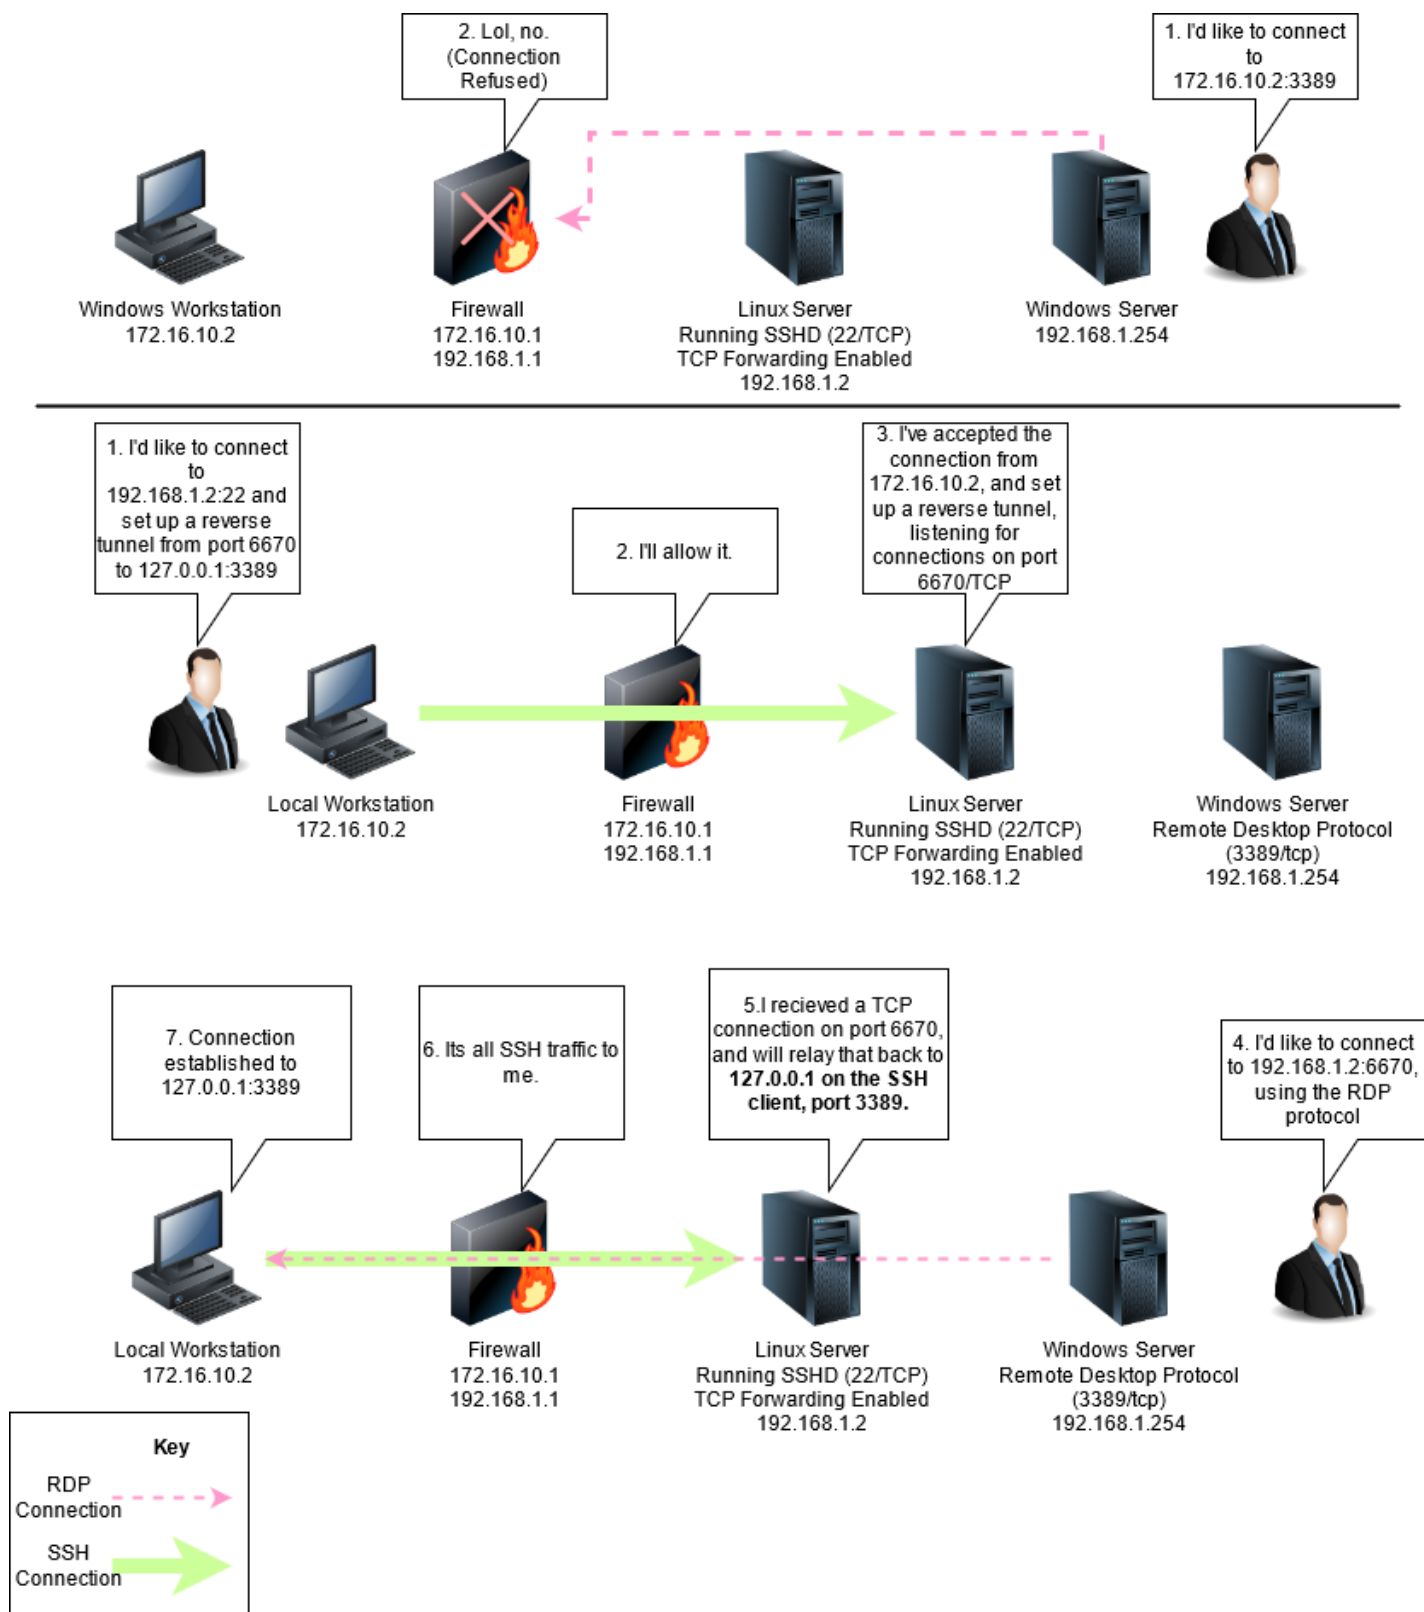 2. Lol, no.
(Connection
Refused)
1. I'd like to connect
to
172.16.10.2:3389
Windows Workstation
172.16.10.2
Firewall
172.16.10.1
192.168.1.1
Linux Server
Running SSHD (22/TCP)
TCP Forwarding Enabled
192.168.1.2
Windows Server
192.168.1.254
1. I'd like to connect
to
192.168.1.2:22 and
set up a reverse
tunnel from port 6670
to 127.0.0.1:3389
2. I'll allow it.
3. I've accepted the
connection from
172.16.10.2, and set
up a reverse tunnel,
listening for
connections on port
6670/TCP
Local Workstation
172.16.10.2
Firewall
172.16.10.1
192.168.1.1
Linux Server
Running SSHD (22/TCP)
TCP Forwarding Enabled
192.168.1.2
Windows Server
Remote Desktop Protocol
(3389/tcp)
192.168.1.254
7. Connection
established to
127.0.0.1:3389
6. Its all SSH traffic to
me.
5.I recieved a TCP
connection on port 6670,
and will relay that back to
127.0.0.1 on the SSH
client, port 3389.
4. I'd like to connect
to 192.168.1.2:6670,
using the RDP
protocol
Local Workstation
172.16.10.2
Firewall
172.16.10.1
192.168.1.1
Linux Server
Running SSHD (22/TCP)
TCP Forwarding Enabled
192.168.1.2
Windows Server
Remote Desktop Protocol
(3389/tcp)
192.168.1.254
Key
RDP
Connection
SSH
Connection